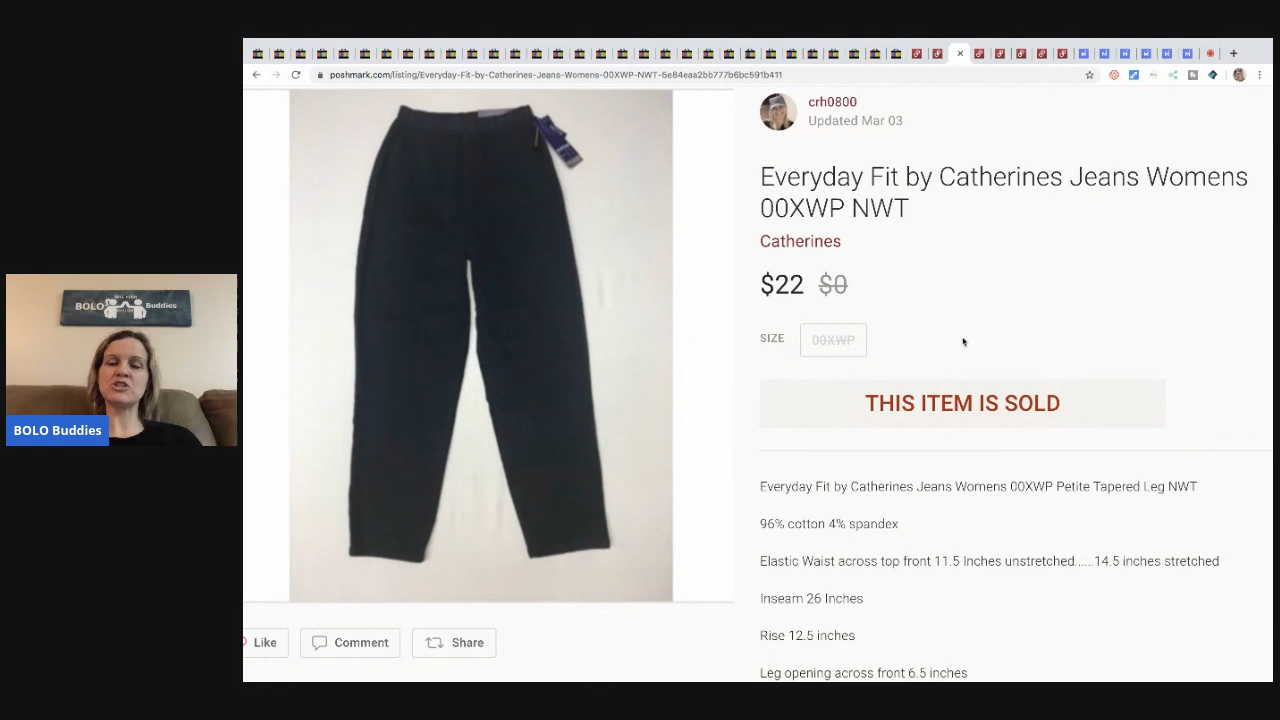 poshmark.com/listing/Everyday-Fit-by-Catherines-Jeans-Womens-00XWP-NWT-5e84eaa2bb777b6bc591b411
crh0800
Updated Mar 03
Everyday Fit by Catherines Jeans Womens
00XWP NWT
Catherines
$22 $0
SIZE 00XWP
THIS ITEM IS SOLD
Everyday Fit by Catherines Jeans Womens 00XWP Petite Tapered Leg NWT
96% cotton 4% spandex
Elastic Waist across top front 11.5 Inches unstretched......14.5 inches stretched
Inseam 26 Inches
Rise 12.5 inches
Leg opening across front 6.5 inches
Like Comment Share
BOLO Buddies
BOLO Buddies